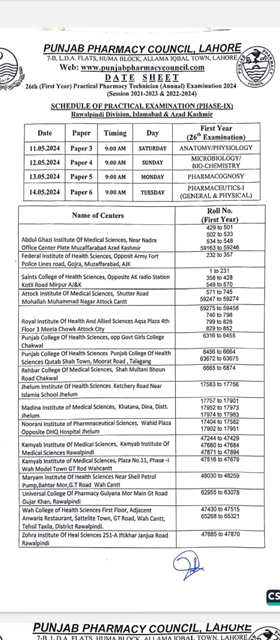 PUNJAB PHARMACY COUNCIL, LAHORE
7-B, L.D.A. FLATS, HUMA BLOCK, ALLAMA IQBAL TOWN, LAHORE.
Web: www.punjabpharmacycouncil.com
DATE SHEET
26th (First Year) Practical Pharmacy Technician (Annual) Examination 2024
(Session 2021-2023 & 2022-2024)
SCHEDULE OF PRACTICAL EXAMINATION (PHASE-IX)
Rawalpindi Division, Islamabad & Azad Kashmir
Date Paper Timing Day First Year (26th Examination)
11.05.2024 Paper 3 9:00 AM SATURDAY ANATOMY/PHYSIOLOGY
12.05.2024 Paper 4 9:00 AM SUNDAY MICROBIOLOGY/ BIO-CHEMISTRY
13.05.2024 Paper 5 9:00 AM MONDAY PHARMACOGNOSY
14.05.2024 Paper 6 9:00 AM TUESDAY PHARMACEUTICS-I (GENERAL & PHYSICAL)
Name of Centers Roll No. (First Year)
429 to 501
502 to 533
Abdul Ghazi Institute Of Medical Sciences, Near Nadra 534 to 548
Office Center Plate Muzaffarabad Azad Kashmir 59163 to 59246
Federal Institute of Health Sciences, Opposit Army Fort 232 to 357
Police Lines road, Gojra, Muzaffarabad, AJK
1 to 231
Saints College of Health Sciences, Opposite AK radio Station 358 to 428
Kotli Road Mirpur AJ&K 549 to 570
Attock Institute Of Medical Sciences, Shutter Road 571 to 745
Mohallah Muhammad Nagar Attock Cantt 59247 to 59274
59275 to 59458
746 to 798
Royal Institute Of Health And Allied Sciences Aqsa Plaza 4th 799 to 828
Floor 3 Meela Chowk Attock City 829 to 852
Punjab College Of Health Sciences, opp Govt Girls College 6316 to 6455
Chakwal
Punjab College Of Health Sciences Punjab College Of Health 6456 to 6664
Sciences Qutab Shah Town, Moorat Road, Talagang 63672 to 63675
Rehbar College Of Medical Sciences, Shah Multani Bhoun 6665 to 6874
Road Chakwal
Jhelum Institute Of Health Sciences Ketchery Road Near 17583 to 17756
Islamia School Jhelum
17757 to 17901
Madina Institute of Medical Sciences, Khatana, Dina, Distt. 17952 to 17973
Jhelum. 17974 to 17983
Noorani Institute of Pharmaceutical Sciences, Wahid Plaza 17404 to 17582
Opposite DHQ Hospital Jhelum 17902 to 17951
47244 to 47429
Kamyab Institute of Medical Sciences, Kamyab Institute Of 47680 to 47684
Medical Sciences Rawalpindi 47871 to 47894
Kamyab Institute of Medical Sciences, Plaza No.11, Phase -I 47516 to 47679
Wah Model Town GT Road Wahcantt
Maryam Institute Of Health Sciences Near Shell Petrol 48030 to 48259
Pump,Bahtar Mor,G.T Road Wah Cantt
Universal College Of Pharmacy Gulyana Mor Main Gt Road 62955 to 63078
Gujar Khan, Rawalpindi
Wah College of Health Sciences First Floor, Adjacent 47430 to 47515
Anwaria Restaurant, Sattelite Town, GT Road, Wah Cantt, 65268 to 65321
Tehsil Taxila, District Rawalpindi.
Zohra Institute Of Heal Sciences 251-A Iftikhar Janjua Road 47685 to 47870
Rawalpindi
CS
PUNJAB PHARMACY COUNCIL, LAHORE
7-B, L.D.A. FLATS, HUMA BLOCK, ALLAMA IQBAL TOWN, LAHORE.